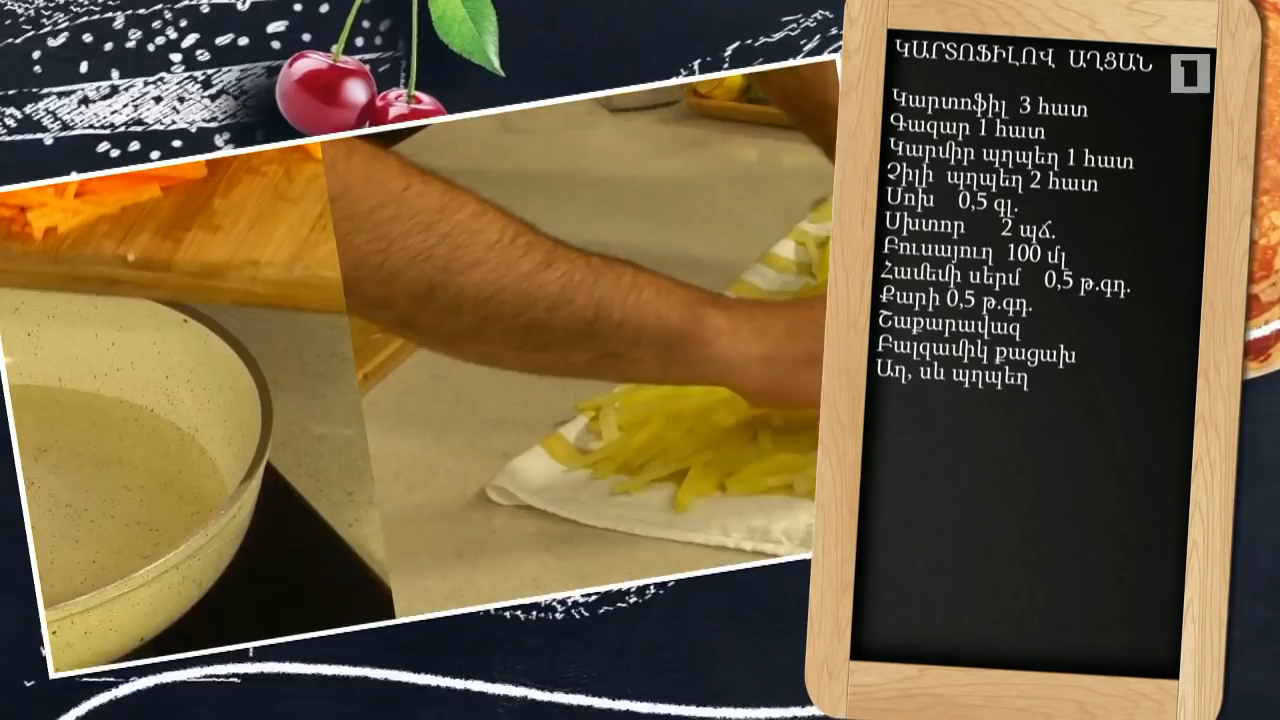 ԿԱՐՏՈՖԻԼՈՎ ԱՂՑԱՆ
1
Կարտոֆիլ 3 հատ
Գազար 1 հատ
Կարմիր պղպեղ 1 հատ
Չիլի պղպեղ 2 հատ
Սոխ 0,5 գլ.
Սխտոր 2 պճ.
Բուսայուղ 100 մլ
Համեմի սերմ 0,5 թ.գդ.
Քարի 0,5 թ.գդ.
Շաքարավազ
Բալզամիկ քացախ
Աղ, սև պղպեղ